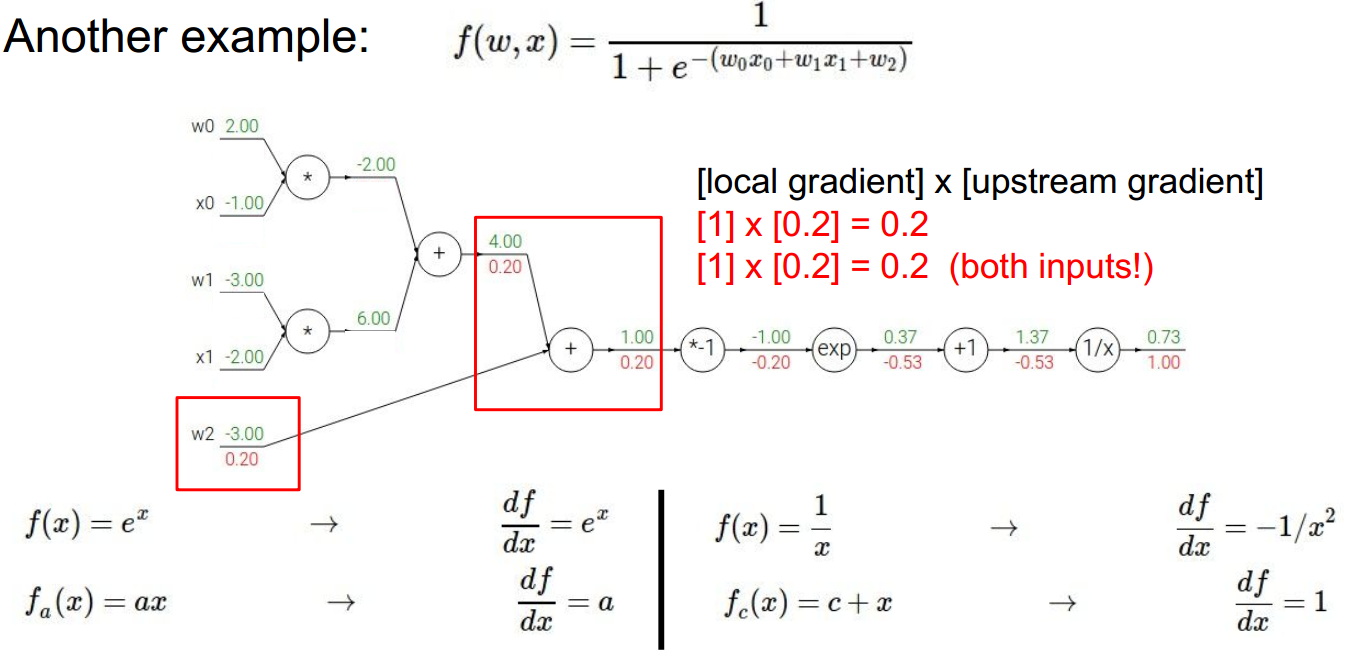 Another example: f(w,x) = 1 / (1 + e^−(w₀x₀+w₁x₁+w₂))
w0 2.00
* -2.00
x0 -1.00
[local gradient] x [upstream gradient]
[1] x [0.2] = 0.2
[1] x [0.2] = 0.2 (both inputs!)
+ 4.00
0.20
w1 -3.00
* 6.00
x1 -2.00
+ 1.00 *-1 -1.00 exp 0.37 +1 1.37 1/x 0.73
0.20 -0.20 -0.53 -0.53 1.00
w2 -3.00
0.20
f(x) = eˣ → df/dx = eˣ
f(x) = 1/x → df/dx = −1/x²
fₐ(x) = ax → df/dx = a
f_c(x) = c + x → df/dx = 1